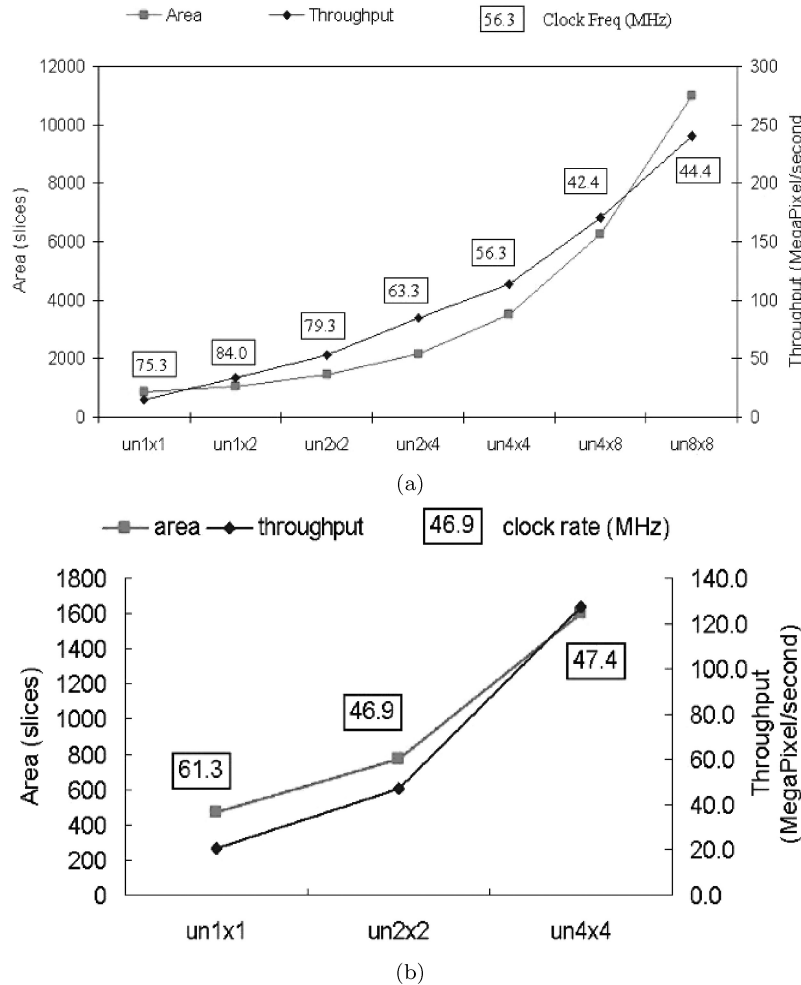 Area Throughput 56.3 Clock Freq (MHz)
12000 300
10000 250
8000 200
6000 150
4000 100
2000 50
0 0
Area (slices)
Throughput (MegaPixel/second)
75.3 84.0 79.3 63.3 56.3 42.4 44.4
un1x1 un1x2 un2x2 un2x4 un4x4 un4x8 un8x8
(a)
area throughput 46.9 clock rate (MHz)
1800 140.0
1600 120.0
1400 100.0
1200 80.0
1000 60.0
800 40.0
600 20.0
400 0.0
200
0
Area (slices)
Throughput
(MegaPixel/second)
61.3 46.9 47.4
un1x1 un2x2 un4x4
(b)